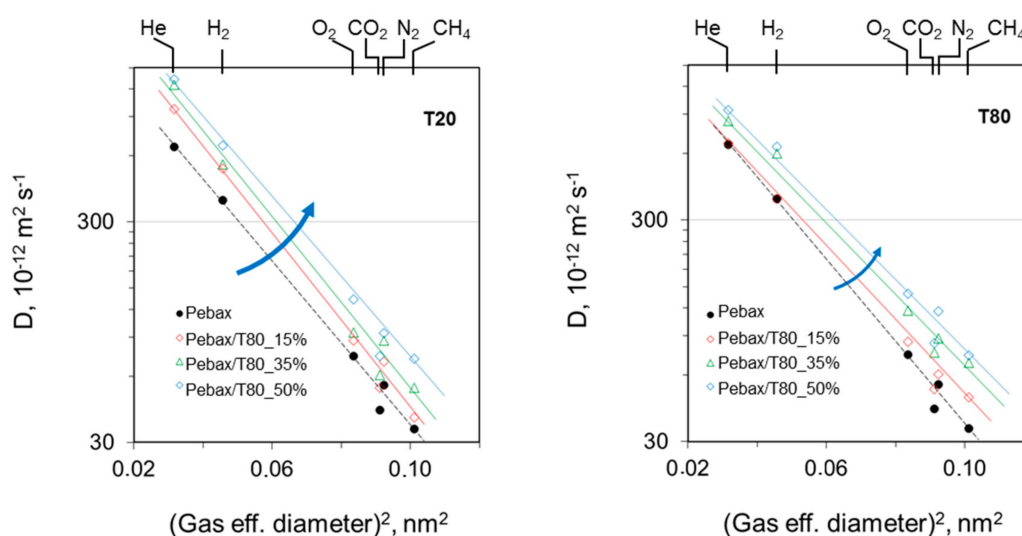 He H₂ O₂ CO₂ N₂ CH₄
T20
D, 10⁻¹² m² s⁻¹
300
30
Pebax
Pebax/T80_15%
Pebax/T80_35%
Pebax/T80_50%
0.02 0.06 0.10
(Gas eff. diameter)², nm²
He H₂ O₂ CO₂ N₂ CH₄
T80
D, 10⁻¹² m² s⁻¹
300
30
Pebax
Pebax/T80_15%
Pebax/T80_35%
Pebax/T80_50%
0.02 0.06 0.10
(Gas eff. diameter)², nm²